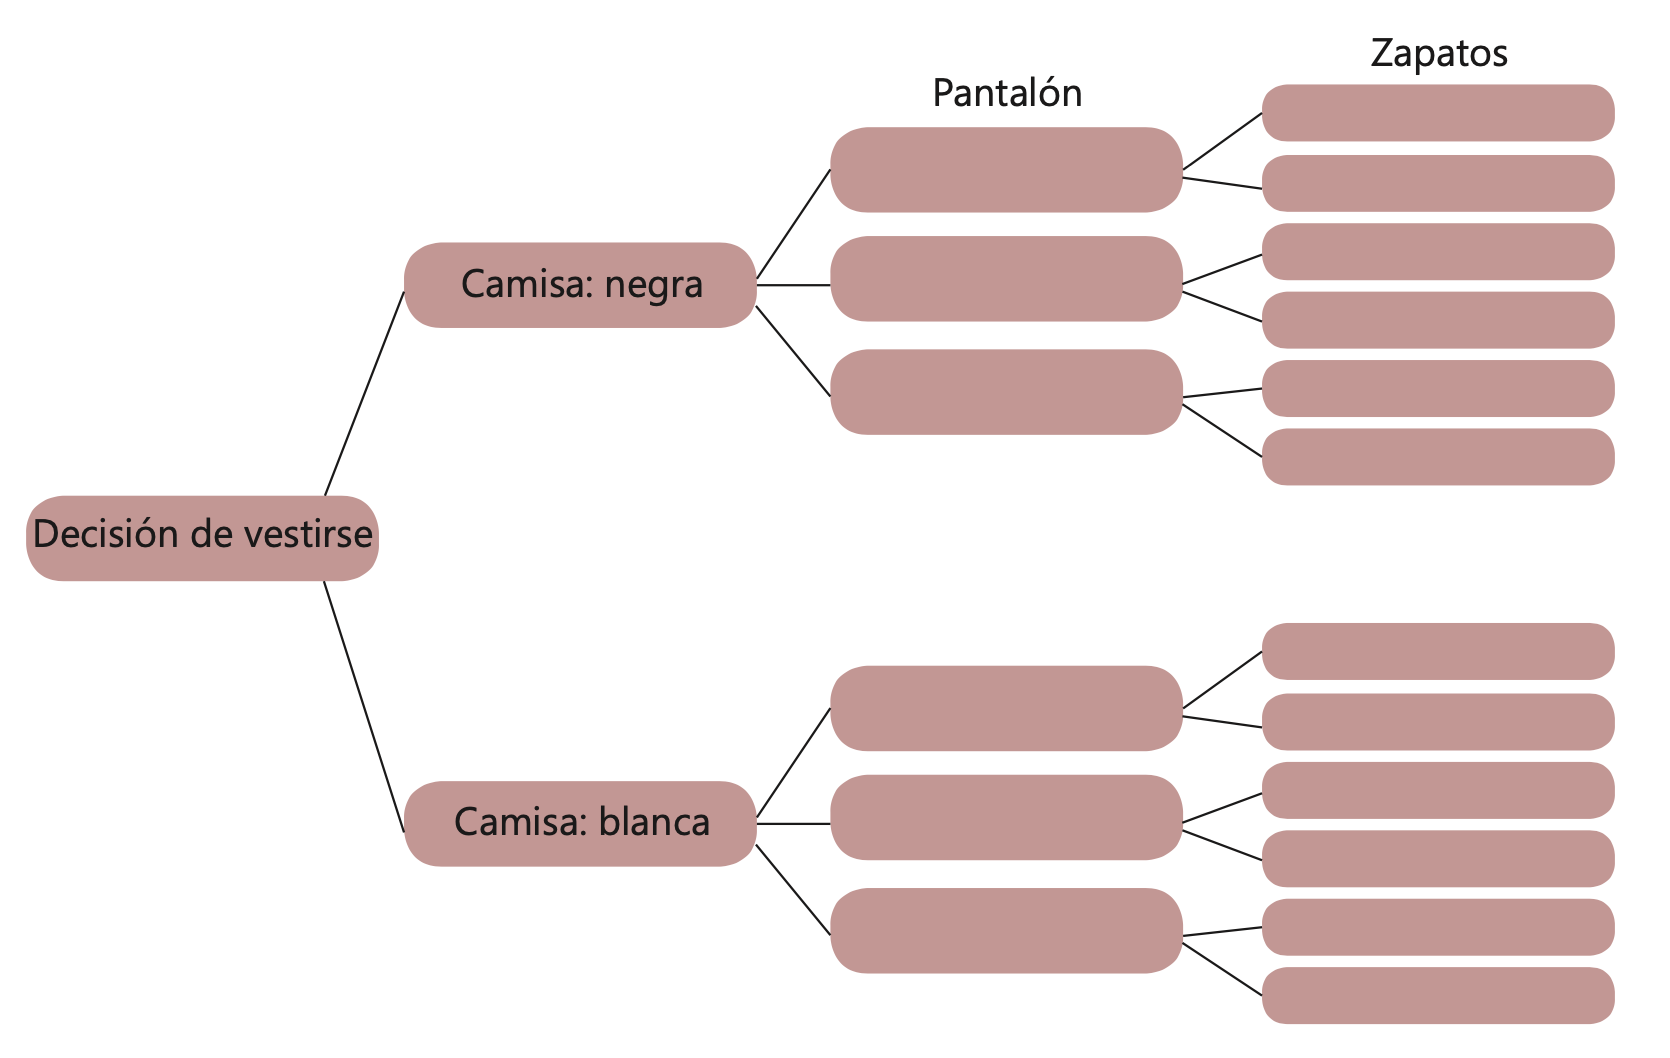 Zapatos
Pantalón
Camisa: negra
Decisión de vestirse
Camisa: blanca